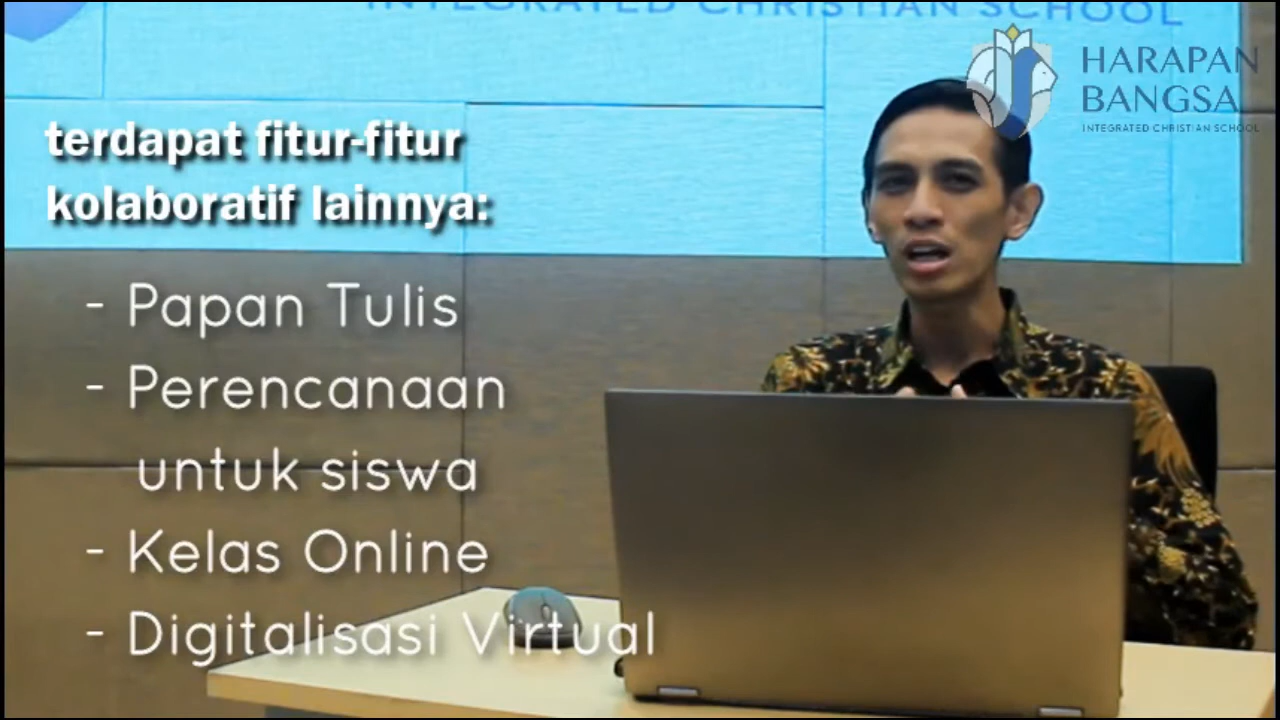 INTEGRATED CHRISTIAN SCHOOL
HARAPAN
BANGSA
INTEGRATED CHRISTIAN SCHOOL
terdapat fitur-fitur
kolaboratif lainnya:
- Papan Tulis
- Perencanaan
untuk siswa
- Kelas Online
- Digitalisasi Virtual